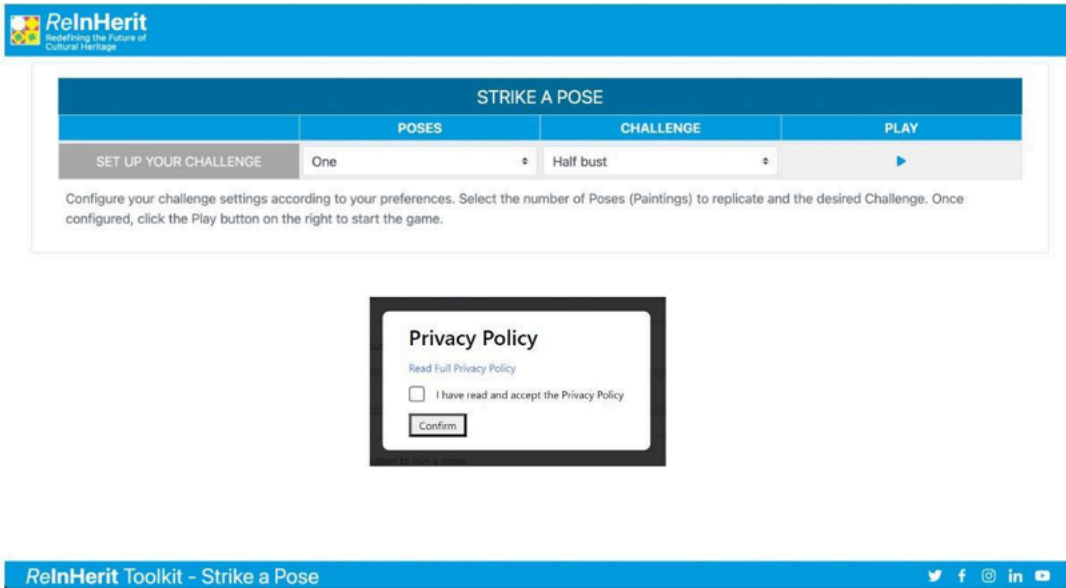 ReInHerit
Redefining the Future of
Cultural Heritage
STRIKE A POSE
POSES CHALLENGE PLAY
SET UP YOUR CHALLENGE One Half bust
Configure your challenge settings according to your preferences. Select the number of Poses (Paintings) to replicate and the desired Challenge. Once
configured, click the Play button on the right to start the game.
Privacy Policy
Read Full Privacy Policy
I have read and accept the Privacy Policy
Confirm
to join a room
ReInHerit Toolkit - Strike a Pose